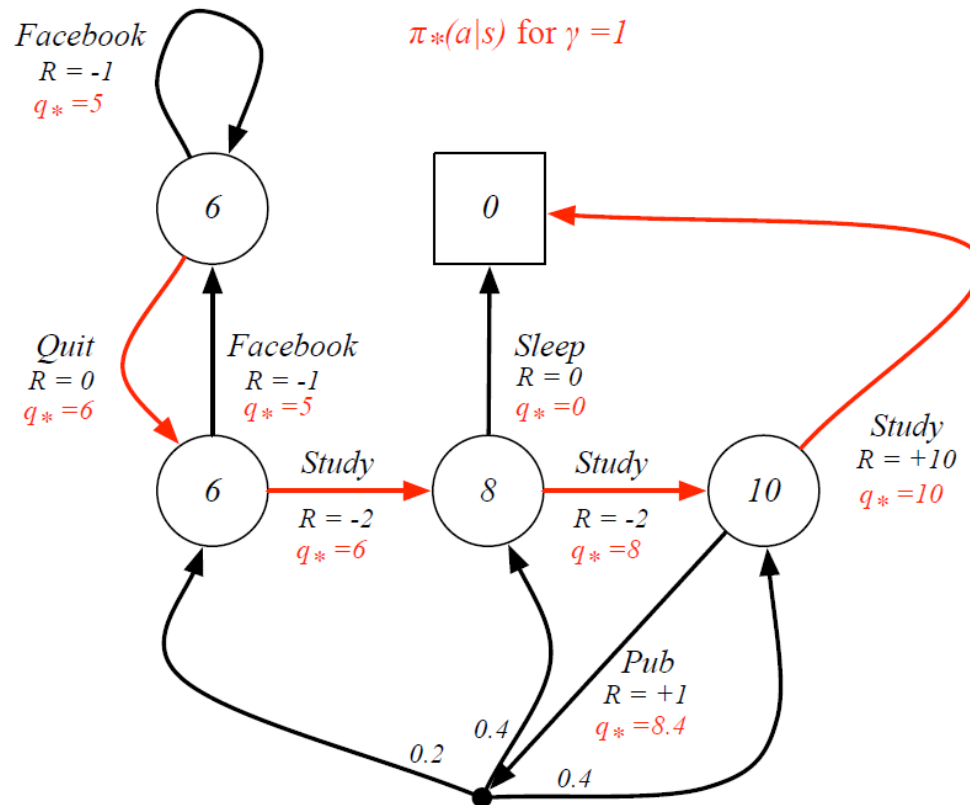 Facebook
R = -1
q* =5
π*(a|s) for γ =1
6
0
Quit
R = 0
q* =6
Facebook
R = -1
q* =5
Sleep
R = 0
q* =0
Study
R = +10
q* =10
6
Study
R = -2
q* =6
8
Study
R = -2
q* =8
10
Pub
R = +1
q* =8.4
0.2
0.4
0.4